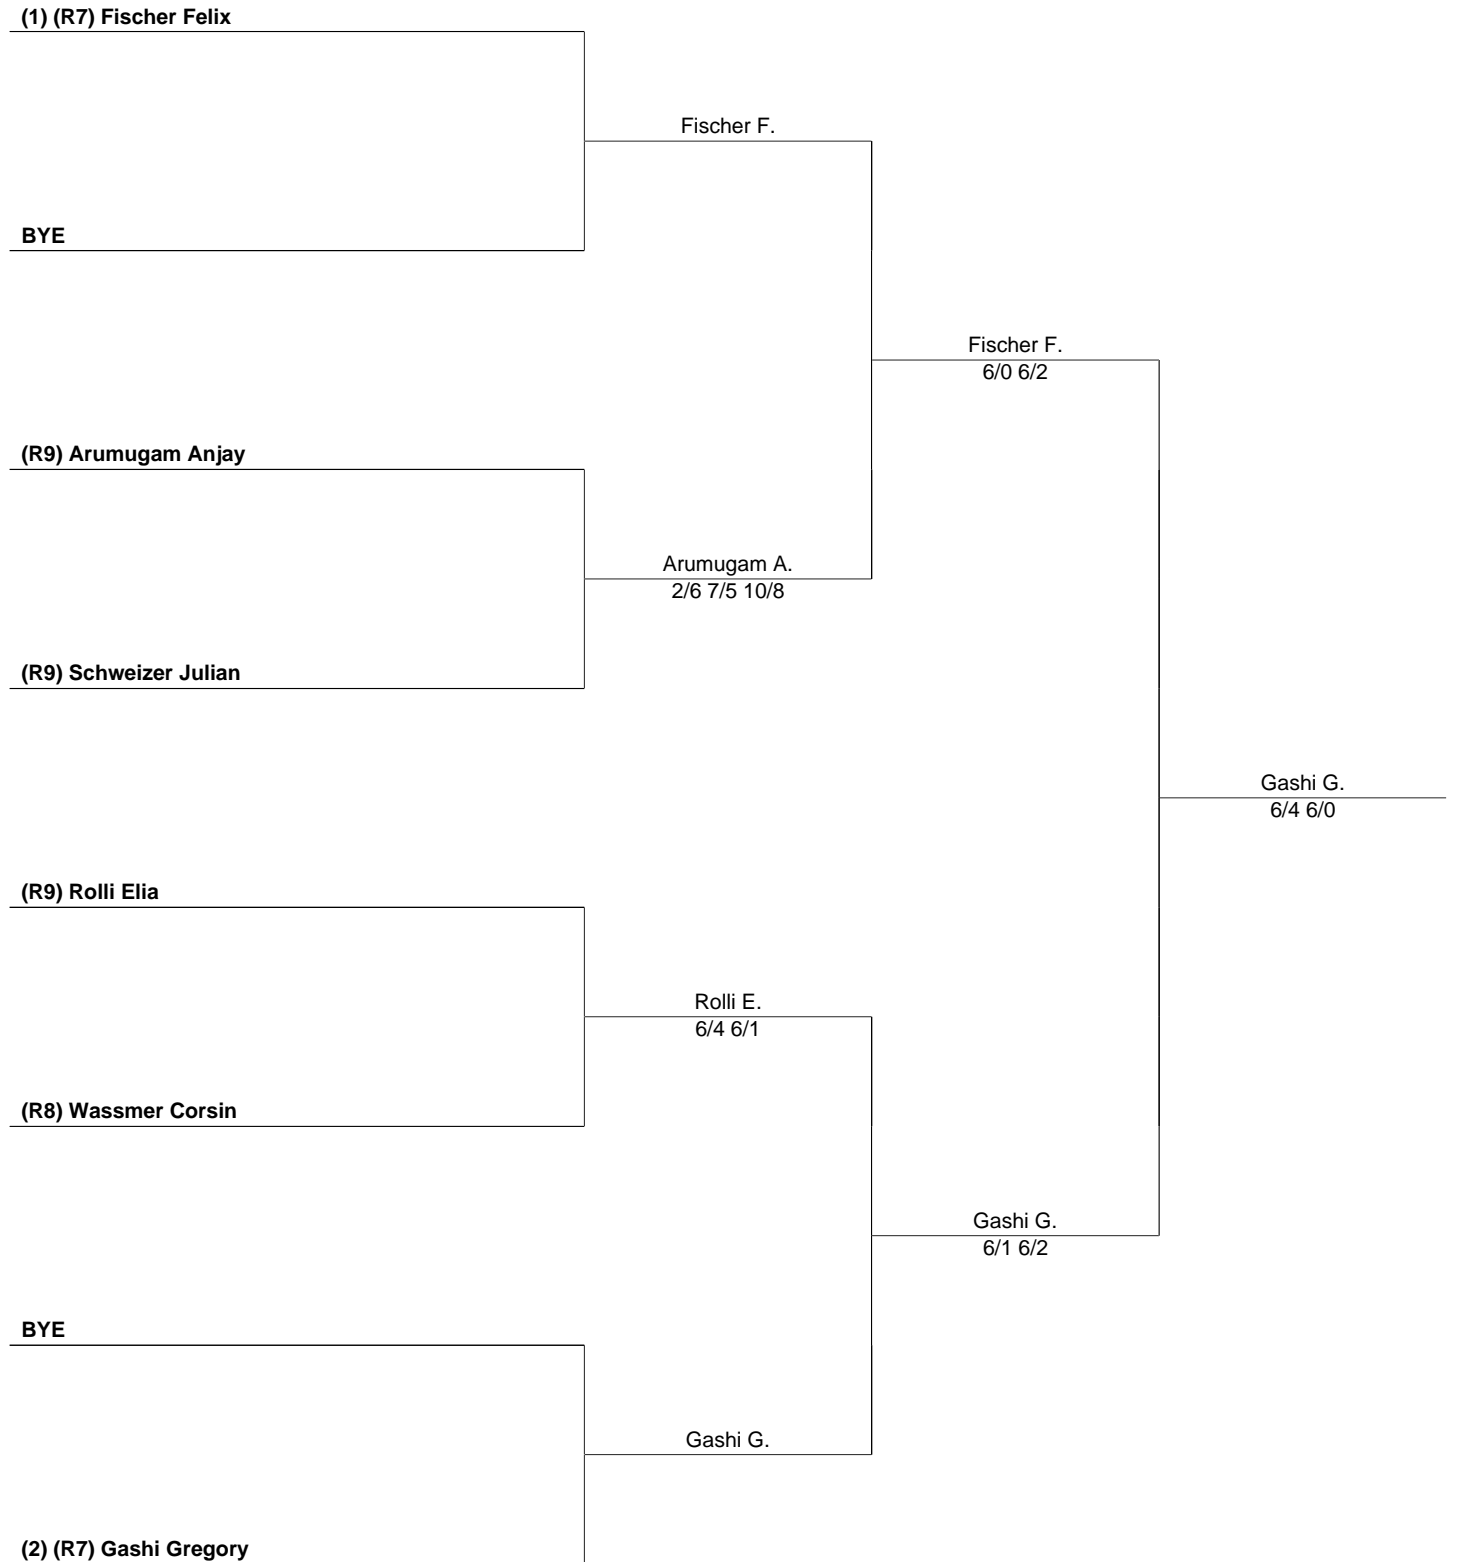 (1) (R7) Fischer Felix
Fischer F.
BYE
Fischer F.
6/0 6/2
(R9) Arumugam Anjay
Arumugam A.
2/6 7/5 10/8
(R9) Schweizer Julian
Gashi G.
6/4 6/0
(R9) Rolli Elia
Rolli E.
6/4 6/1
(R8) Wassmer Corsin
Gashi G.
6/1 6/2
BYE
Gashi G.
(2) (R7) Gashi Gregory